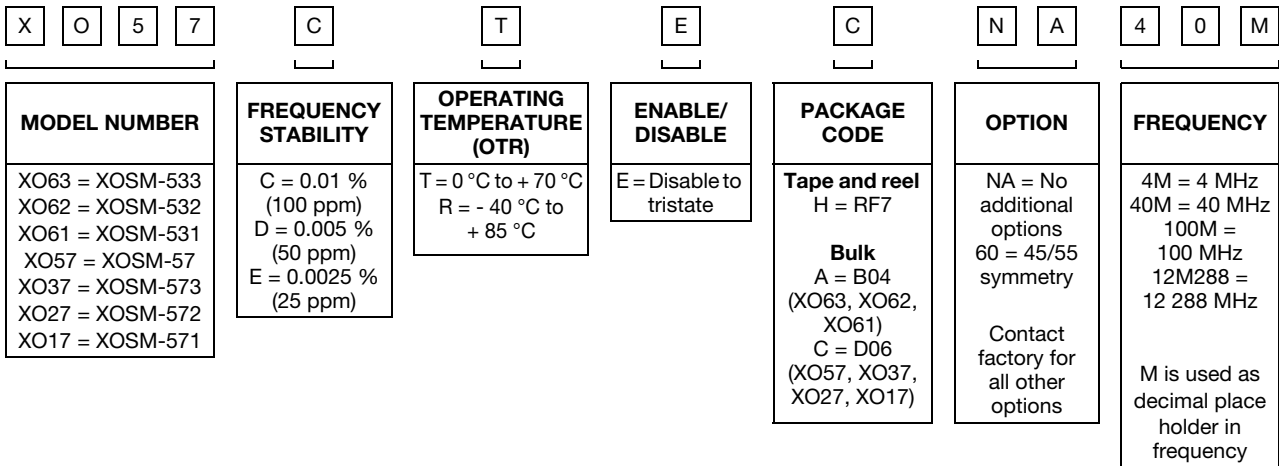 X O 5 7 C T E C N A 4 0 M
MODEL NUMBER
XO63 = XOSM-533
XO62 = XOSM-532
XO61 = XOSM-531
XO57 = XOSM-57
XO37 = XOSM-573
XO27 = XOSM-572
XO17 = XOSM-571
FREQUENCY
STABILITY
C = 0.01 %
(100 ppm)
D = 0.005 %
(50 ppm)
E = 0.0025 %
(25 ppm)
OPERATING
TEMPERATURE
(OTR)
T = 0 °C to + 70 °C
R = - 40 °C to
+ 85 °C
ENABLE/
DISABLE
E = Disable to
tristate
PACKAGE
CODE
Tape and reel
H = RF7
Bulk
A = B04
(XO63, XO62,
XO61)
C = D06
(XO57, XO37,
XO27, XO17)
OPTION
NA = No
additional
options
60 = 45/55
symmetry
Contact
factory for
all other
options
FREQUENCY
4M = 4 MHz
40M = 40 MHz
100M =
100 MHz
12M288 =
12 288 MHz
M is used as
decimal place
holder in
frequency